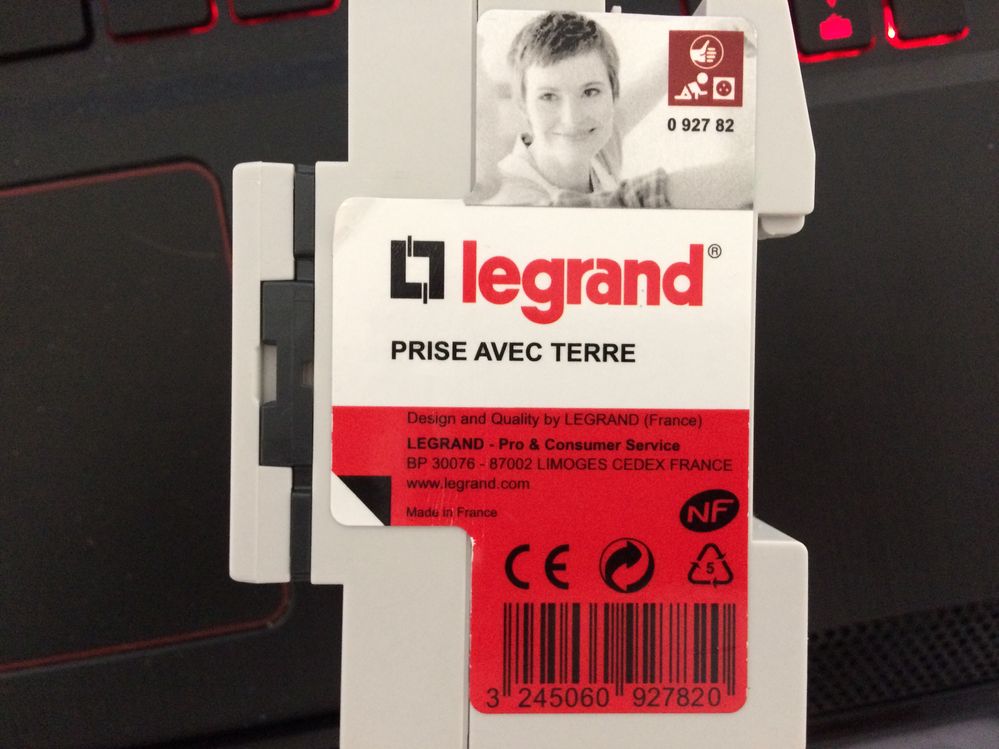 0 927 82
legrand®
PRISE AVEC TERRE
Design and Quality by LEGRAND (France)
LEGRAND - Pro & Consumer Service
BP 30076 - 87002 LIMOGES CEDEX FRANCE
www.legrand.com
Made in France
NF
CE
5
3 245060 927820